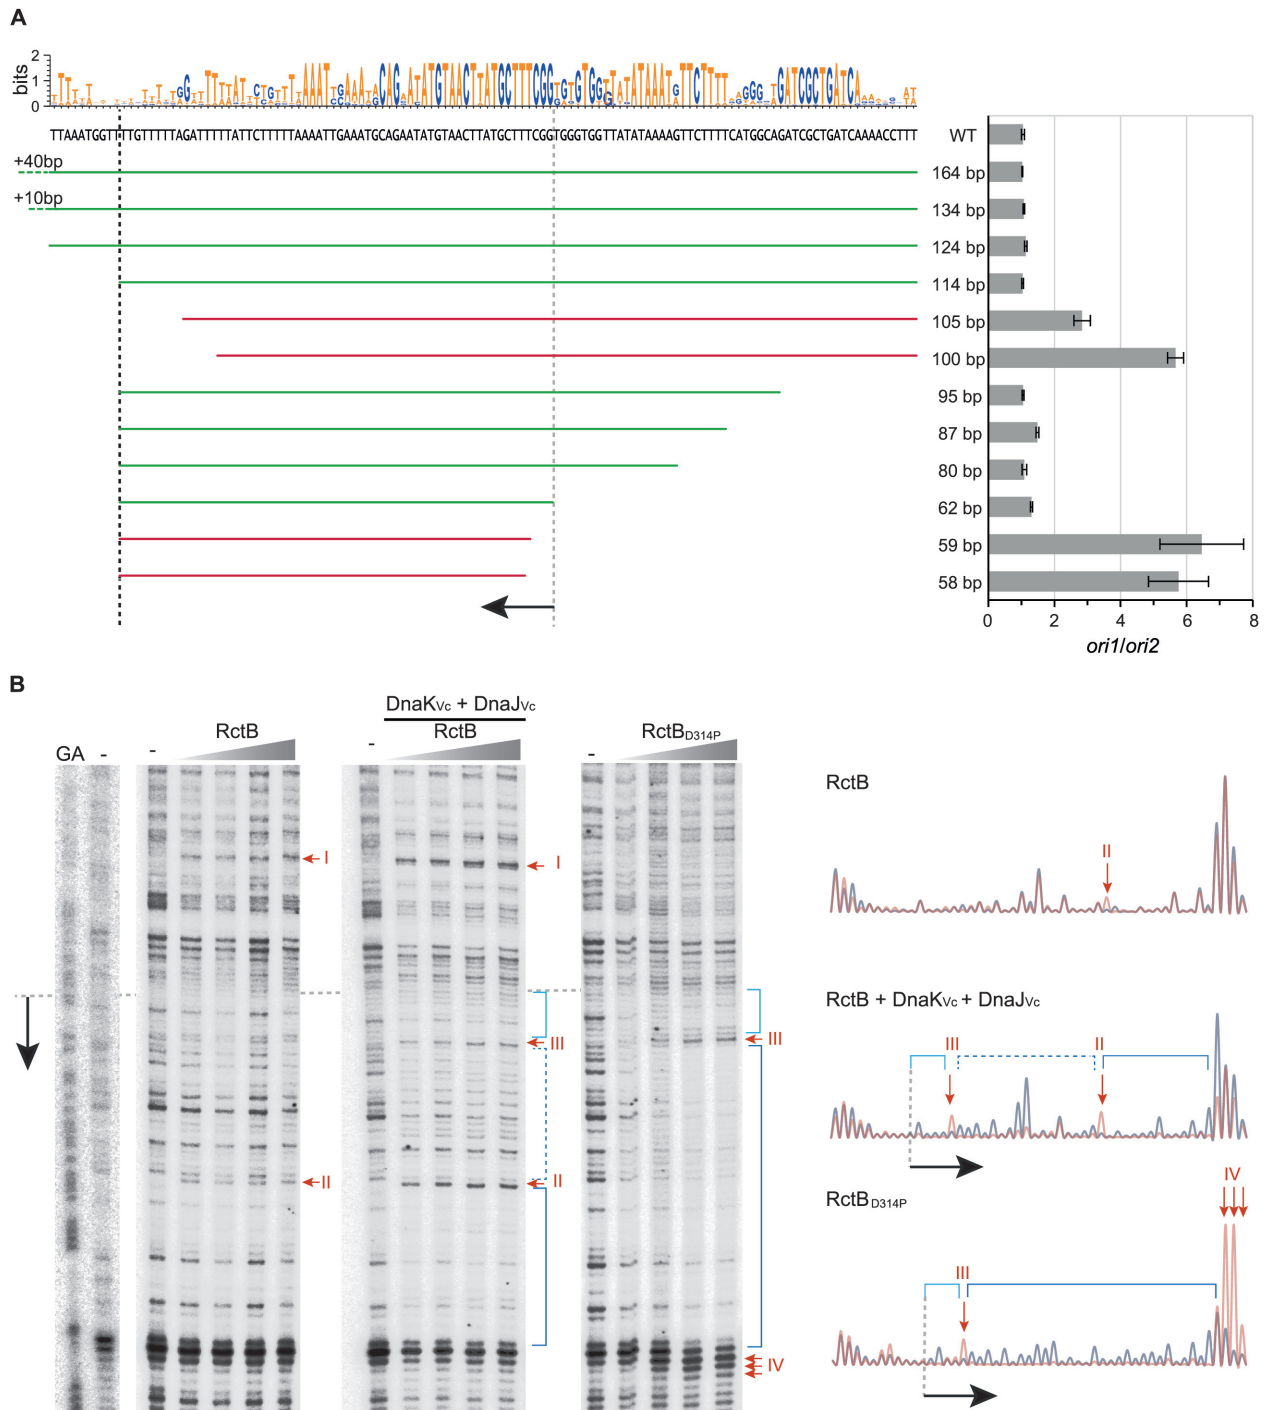 A
bits
2
1
0
TTAAATGGTTTTGTTTTTAGATTTTTATTCTTTTTTAAAATTGAAATGCAGAATATGTAACTTATGCTTTCGGTGGGTGGTTATATAAAAGTTCTTTTCATGGCAGATCGCTGATCAAAACCTTT
WT
+40bp
164 bp
+10bp
134 bp
124 bp
114 bp
105 bp
100 bp
95 bp
87 bp
80 bp
62 bp
59 bp
58 bp
0 2 4 6 8
ori1/ori2
B
DnaKVc + DnaJVc
GA - - RctB - RctB - RctBD314P
RctB
I
I
II
III
III
II
II
IV
RctB + DnaKVc + DnaJVc
III II
RctBD314P
IV
III